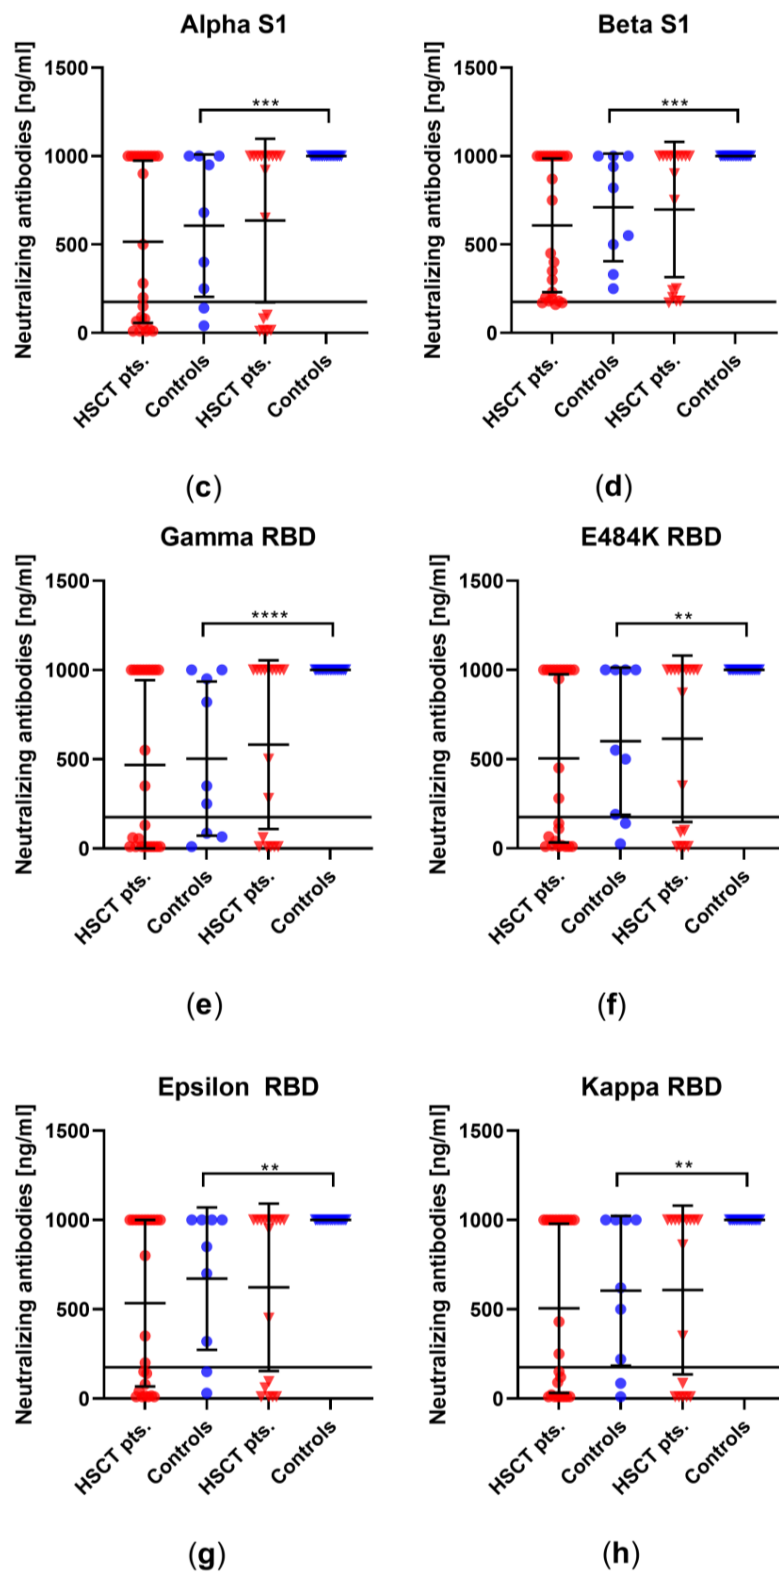 Alpha S1
Neutralizing antibodies [ng/ml]
1500
1000
500
0
***
HSCT pts.
Controls
HSCT pts.
Controls
(c)
Beta S1
Neutralizing antibodies [ng/ml]
1500
1000
500
0
***
HSCT pts.
Controls
HSCT pts.
Controls
(d)
Gamma RBD
Neutralizing antibodies [ng/ml]
1500
1000
500
0
****
HSCT pts.
Controls
HSCT pts.
Controls
(e)
E484K RBD
Neutralizing antibodies [ng/ml]
1500
1000
500
0
**
HSCT pts.
Controls
HSCT pts.
Controls
(f)
Epsilon RBD
Neutralizing antibodies [ng/ml]
1500
1000
500
0
**
HSCT pts.
Controls
HSCT pts.
Controls
(g)
Kappa RBD
Neutralizing antibodies [ng/ml]
1500
1000
500
0
**
HSCT pts.
Controls
HSCT pts.
Controls
(h)